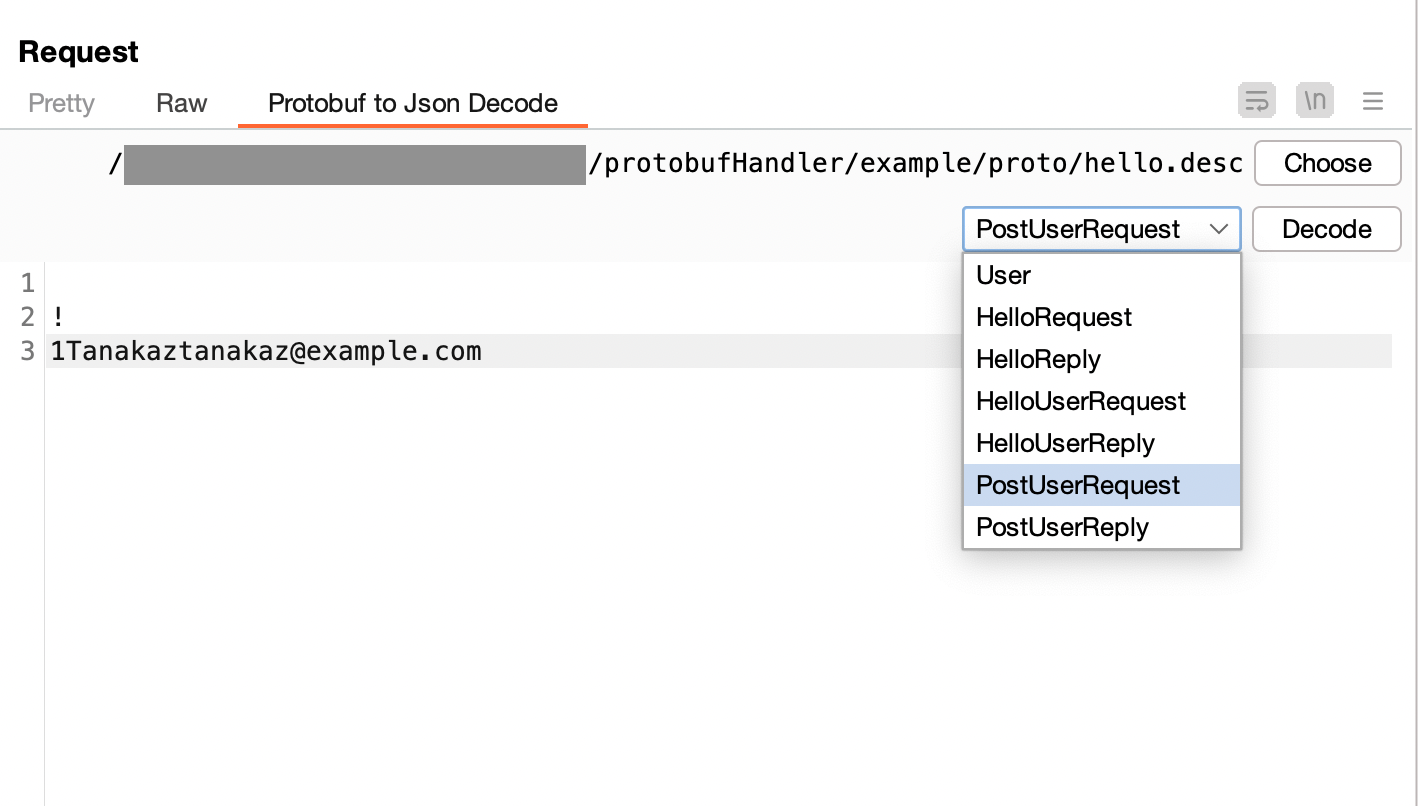 Request
Pretty Raw Protobuf to Json Decode \n
/ /protobufHandler/example/proto/hello.desc Choose
PostUserRequest Decode
User
HelloRequest
HelloReply
HelloUserRequest
HelloUserReply
PostUserRequest
PostUserReply
1
2 !
3 1Tanakaztanakaz@example.com